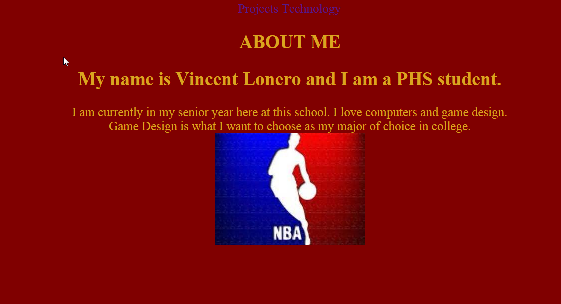 Projects Technology
ABOUT ME
My name is Vincent Lonero and I am a PHS student.
I am currently in my senior year here at this school. I love computers and game design.
Game Design is what I want to choose as my major of choice in college.
NBA